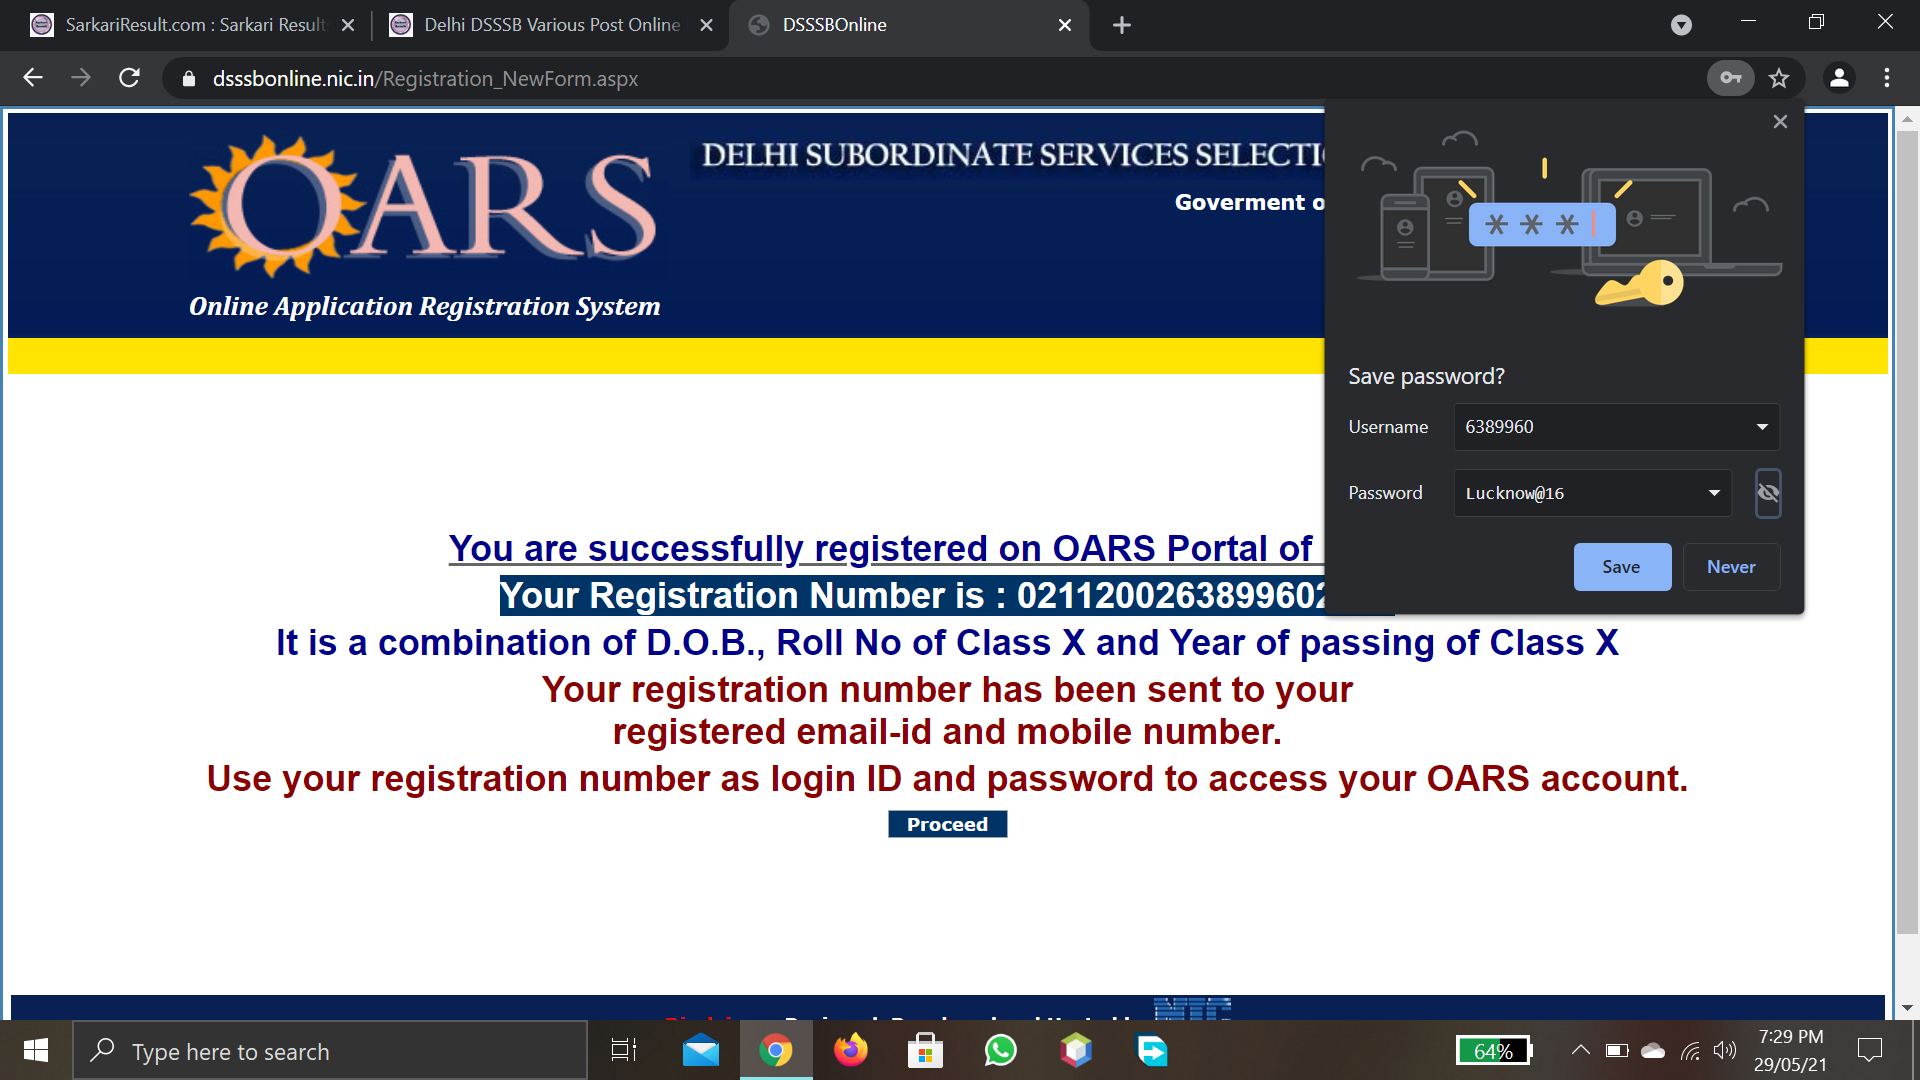 SarkariResult.com : Sarkari Result
Delhi DSSSB Various Post Online
DSSSBOnline
dsssbonline.nic.in/Registration_NewForm.aspx
OARS
Online Application Registration System
DELHI SUBORDINATE SERVICES SELECTI
Goverment o
Save password?
Username 6389960
Password Lucknow@16
Save Never
You are successfully registered on OARS Portal of
Your Registration Number is : 0211200263899602
It is a combination of D.O.B., Roll No of Class X and Year of passing of Class X
Your registration number has been sent to your
registered email-id and mobile number.
Use your registration number as login ID and password to access your OARS account.
Proceed
NIC
Type here to search
64%
7:29 PM
29/05/21